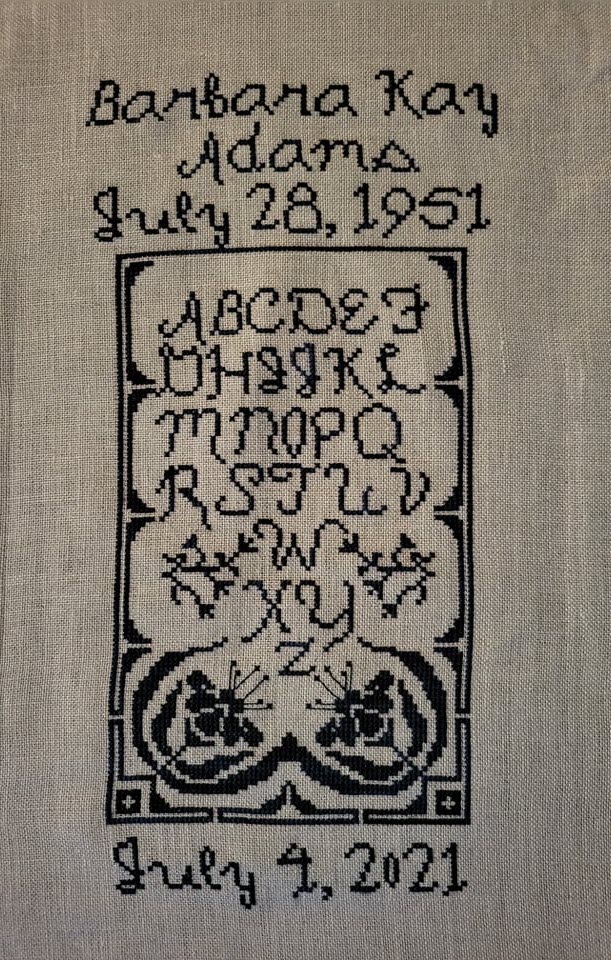 Barbara Kay
Adams
July 28, 1951
ABCDEF
GHIJKL
MNOPQ
RSTUV
W
XY
Z
July 4, 2021